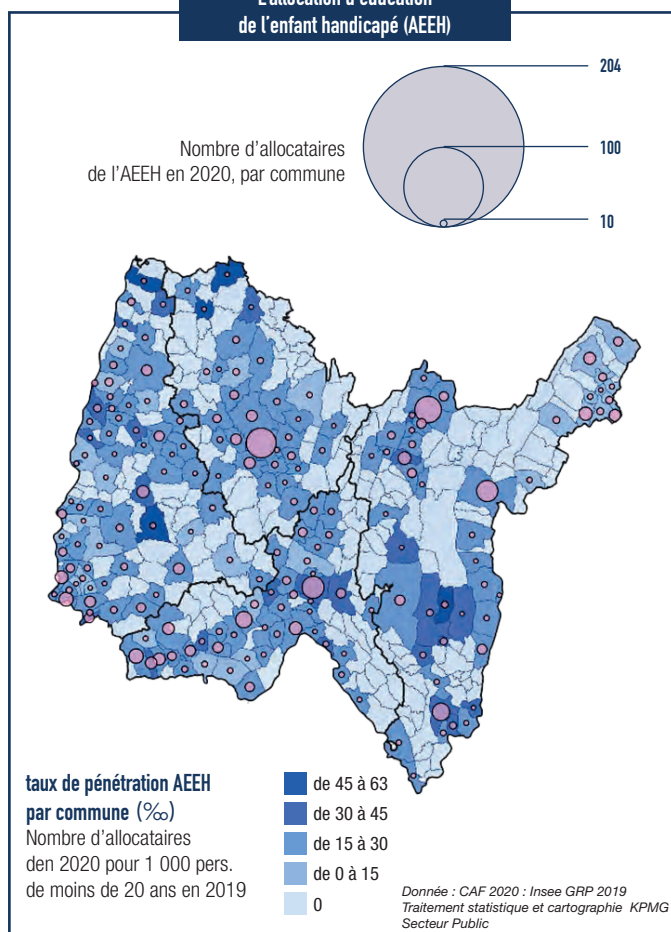 L'allocation d'éducation
de l'enfant handicapé (AEEH)
204
Nombre d'allocataires
de l'AEEH en 2020, par commune
100
10
taux de pénétration AEEH
par commune (‰)
Nombre d'allocataires
den 2020 pour 1 000 pers.
de moins de 20 ans en 2019
de 45 à 63
de 30 à 45
de 15 à 30
de 0 à 15
0
Donnée : CAF 2020 : Insee GRP 2019
Traitement statistique et cartographie KPMG
Secteur Public